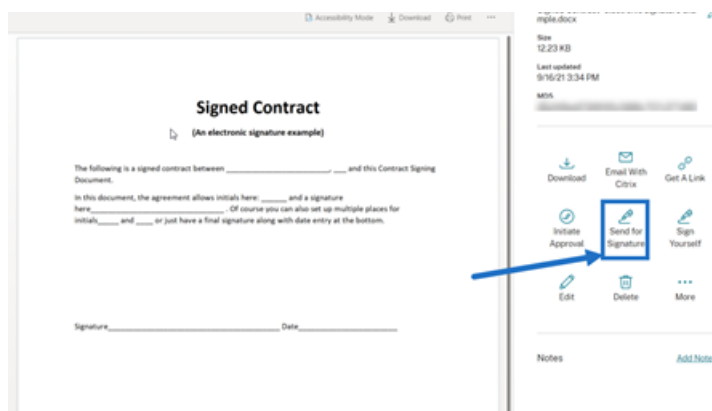 Accessibility Mode Download Print ...
Signed Contract
(An electronic signature example)
The following is a signed contract between ____________________, ___ and this Contract Signing
Document.
In this document, the agreement allows initials here: ______ and a signature
here__________________________. Of course you can also set up multiple places for
initials_____ and ____ or just have a final signature along with date entry at the bottom.
Signature________________________________ Date__________________
mple.docx
Size
12.23 KB
Last updated
9/16/21 3:34 PM
MD5
Download
Email With
Citrix
Get A Link
Initiate
Approval
Send for
Signature
Sign
Yourself
Edit
Delete
More
Notes
Add Note